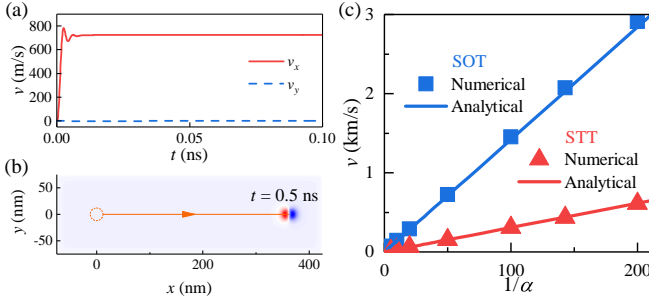 (a)
800
600
400
200
0
v (m/s)
v_x
v_y
0.00
0.05
0.10
t (ns)
(b)
50
0
-50
y (nm)
t = 0.5 ns
0
200
400
x (nm)
(c)
3
2
1
0
v (km/s)
SOT
Numerical
Analytical
STT
Numerical
Analytical
0
100
200
1/α